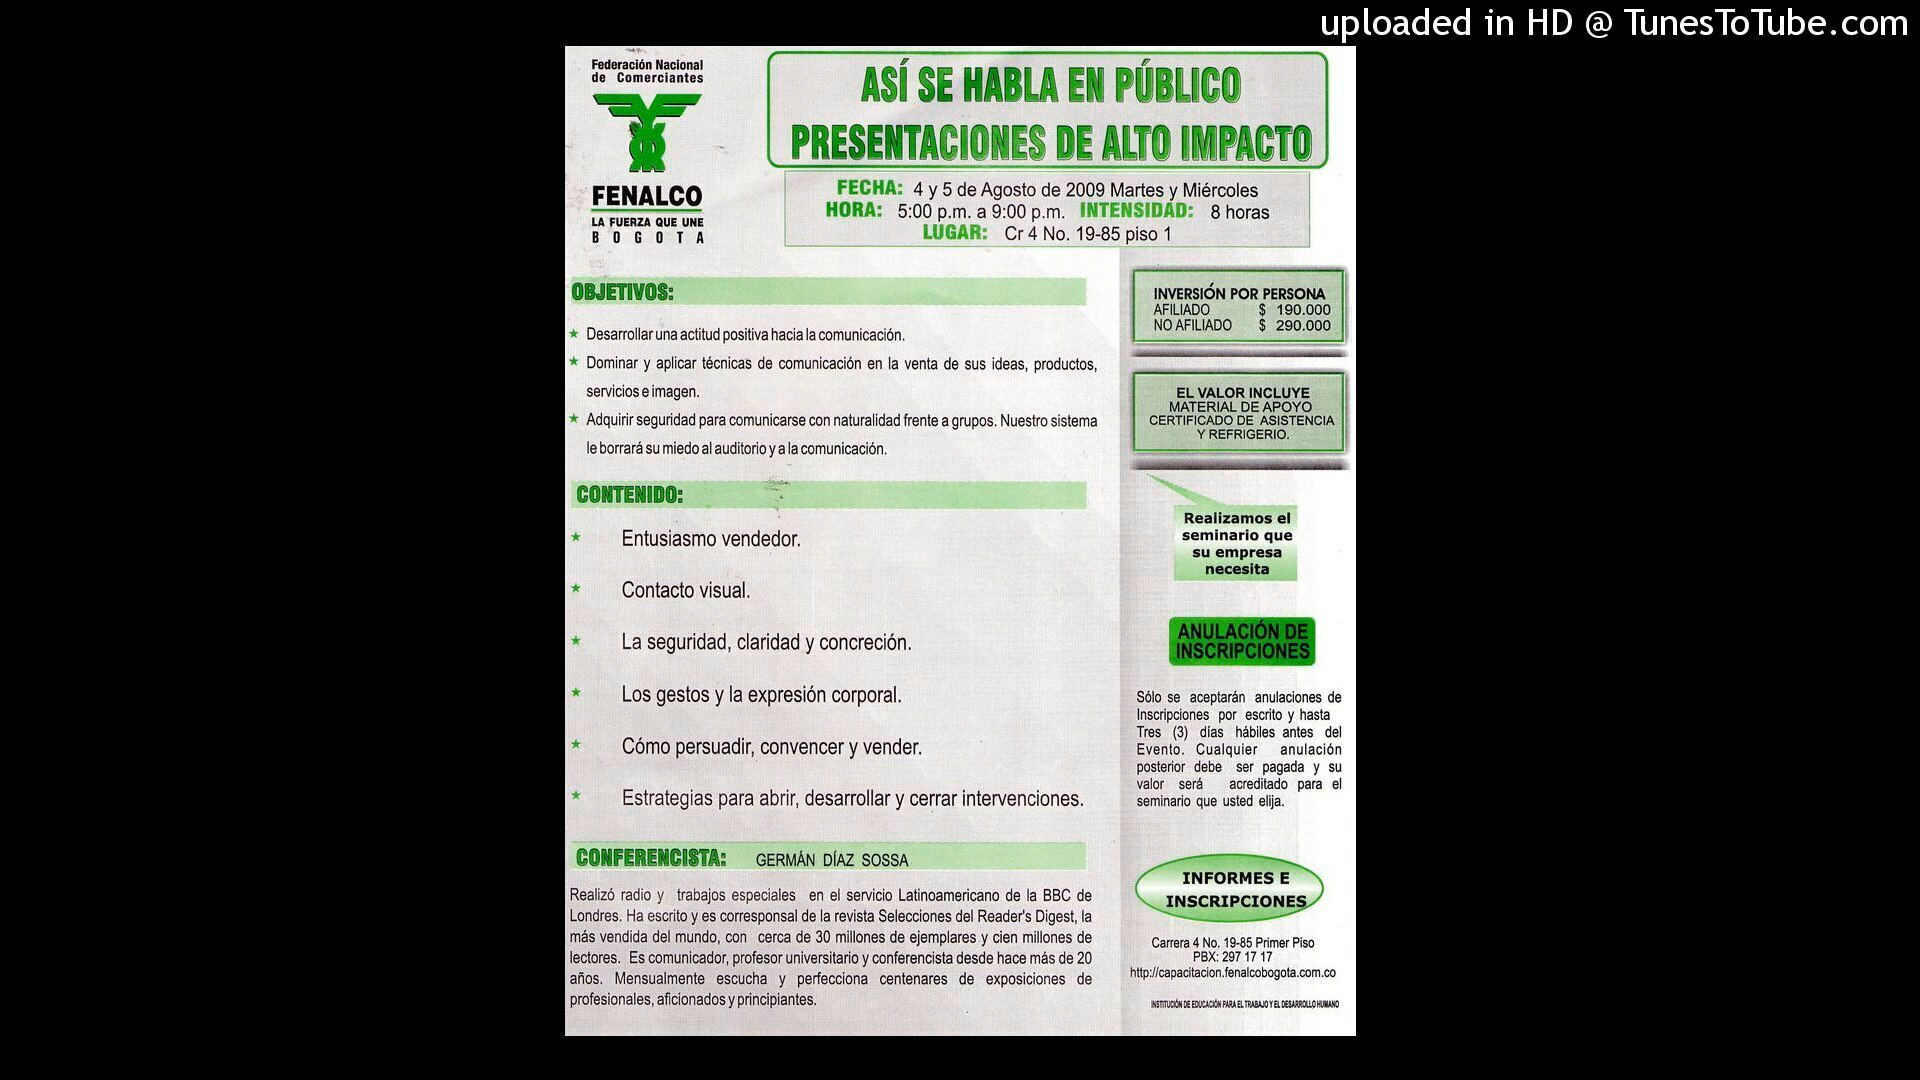 uploaded in HD @ TunesToTube.com
Federación Nacional
de Comerciantes
FENALCO
LA FUERZA QUE UNE
BOGOTA
ASÍ SE HABLA EN PÚBLICO
PRESENTACIONES DE ALTO IMPACTO
FECHA: 4 y 5 de Agosto de 2009 Martes y Miércoles
HORA: 5:00 p.m. a 9:00 p.m. INTENSIDAD: 8 horas
LUGAR: Cr 4 No. 19-85 piso 1
OBJETIVOS:
Desarrollar una actitud positiva hacia la comunicación.
Dominar y aplicar técnicas de comunicación en la venta de sus ideas, productos,
servicios e imagen.
Adquirir seguridad para comunicarse con naturalidad frente a grupos. Nuestro sistema
le borrará su miedo al auditorio y a la comunicación.
CONTENIDO:
Entusiasmo vendedor.
Contacto visual.
La seguridad, claridad y concreción.
Los gestos y la expresión corporal.
Cómo persuadir, convencer y vender.
Estrategias para abrir, desarrollar y cerrar intervenciones.
CONFERENCISTA: GERMÁN DÍAZ SOSSA
Realizó radio y trabajos especiales en el servicio Latinoamericano de la BBC de
Londres. Ha escrito y es corresponsal de la revista Selecciones del Reader's Digest, la
más vendida del mundo, con cerca de 30 millones de ejemplares y cien millones de
lectores. Es comunicador, profesor universitario y conferencista desde hace más de 20
años. Mensualmente escucha y perfecciona centenares de exposiciones de
profesionales, aficionados y principiantes.
INVERSIÓN POR PERSONA
AFILIADO $ 190.000
NO AFILIADO $ 290.000
EL VALOR INCLUYE
MATERIAL DE APOYO
CERTIFICADO DE ASISTENCIA
Y REFRIGERIO.
Realizamos el
seminario que
su empresa
necesita
ANULACIÓN DE
INSCRIPCIONES
Sólo se aceptarán anulaciones de
Inscripciones por escrito y hasta
Tres (3) días hábiles antes del
Evento. Cualquier anulación
posterior debe ser pagada y su
valor será acreditado para el
seminario que usted elija.
INFORMES E
INSCRIPCIONES
Carrera 4 No. 19-85 Primer Piso
PBX: 297 17 17
http://capacitacion.fenalcobogota.com.co
INSTITUCIÓN DE EDUCACIÓN PARA EL TRABAJO Y EL DESARROLLO HUMANO